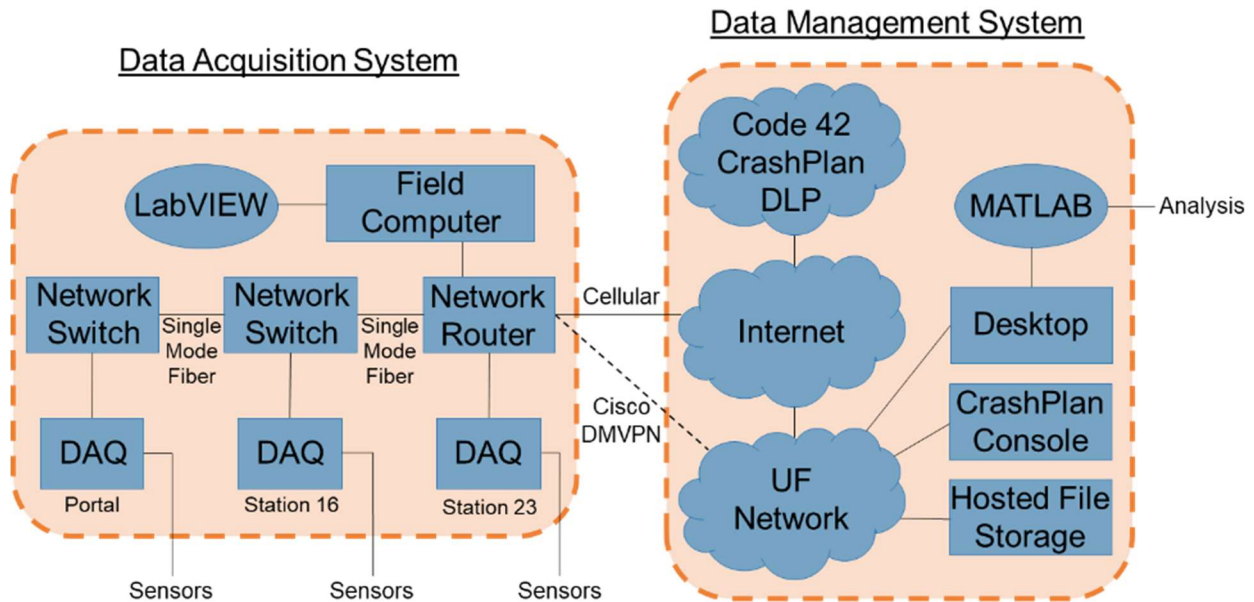 Data Acquisition System
LabVIEW
Field
Computer
Network
Switch
Single
Mode
Fiber
Network
Switch
Single
Mode
Fiber
Network
Router
DAQ
Portal
DAQ
Station 16
DAQ
Station 23
Sensors
Sensors
Sensors
Cellular
Cisco
DMVPN
Data Management System
Code 42
CrashPlan
DLP
Internet
UF
Network
MATLAB
Analysis
Desktop
CrashPlan
Console
Hosted File
Storage